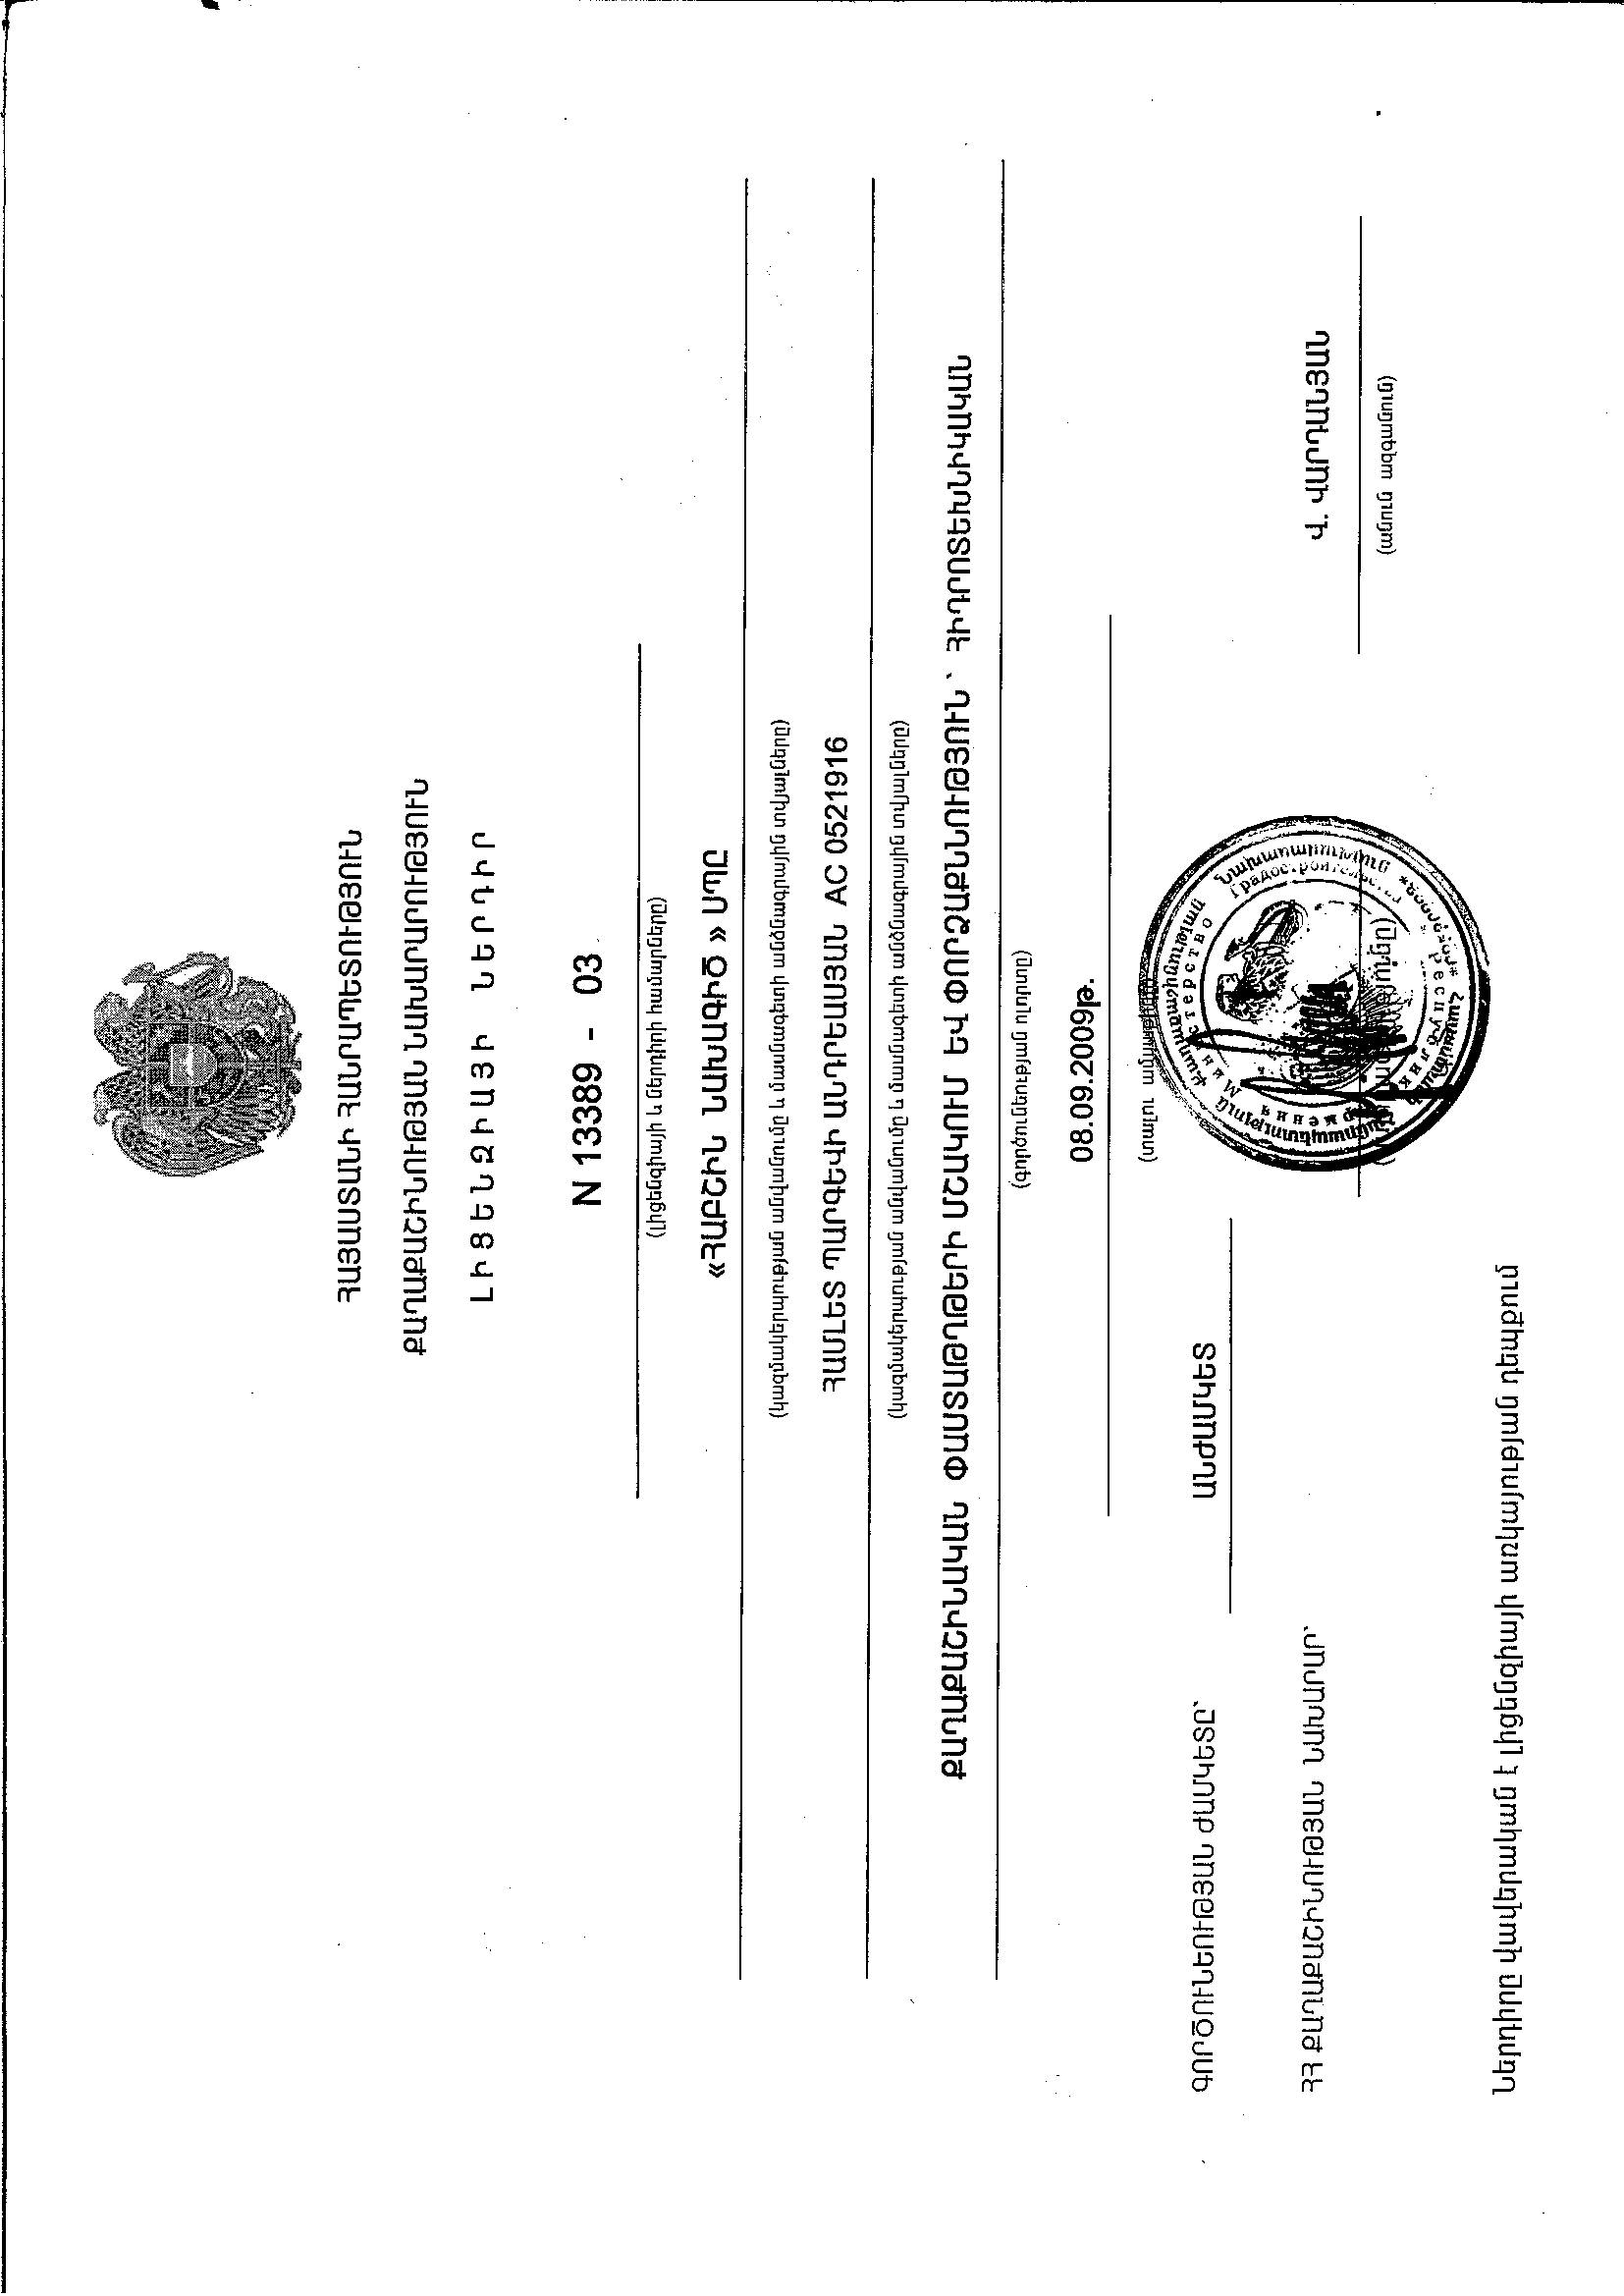 ՀԱՅԱՍՏԱՆԻ ՀԱՆՐԱՊԵՏՈՒԹՅՈՒՆ
ՔԱՂԱՔԱՇԻՆՈՒԹՅԱՆ ՆԱԽԱՐԱՐՈՒԹՅՈՒՆ
ԼԻՑԵՆԶԻԱՅԻ ՆԵՐԴԻՐ
N 13389 - 03
(լիցենզիայի և ներդիրի համարները)
«ՀԱԲՇԻՆ ՆԱԽԱԳԻԾ » ՍՊԸ
(կազմակերպության անվանումը և մասնագետի անձնագրային տվյալները)
ՀԱՄԼԵՏ ՊԱՐԳԵՎԻ ԱՆԴՐԵԱՍՅԱՆ AC 0521916
(կազմակերպության անվանումը և մասնագետի անձնագրային տվյալները)
ՔԱՂԱՔԱՇԻՆԱԿԱՆ ՓԱՍՏԱԹՂԹԵՐԻ ՄՇԱԿՈՒՄ ԵՎ ՓՈՐՁԱՔՆՆՈՒԹՅՈՒՆ ՝ ՀԻԴՐՈՏԵԽՆԻԿԱԿԱՆ
(գործունեության ոլորտը)
08.09.2009թ.
(տալու ամսաթիվը)
ԳՈՐԾՈՒՆԵՈՒԹՅԱՆ ԺԱՄԿԵՏԸ՝ ԱՆԺԱՄԿԵՏ
ՀՀ ՔԱՂԱՔԱՇԻՆՈՒԹՅԱՆ ՆԱԽԱՐԱՐ՝ Վ. ՎԱՐԴԱՆՅԱՆ
(անուն ազգանուն)
Հայաստանի Հանրապետություն Քաղաքաշինության Նախարարություն
Министерство Градостроительства Республики Армения
Ներդիրը վավերական է լիցենզիայի առկայության դեպքում